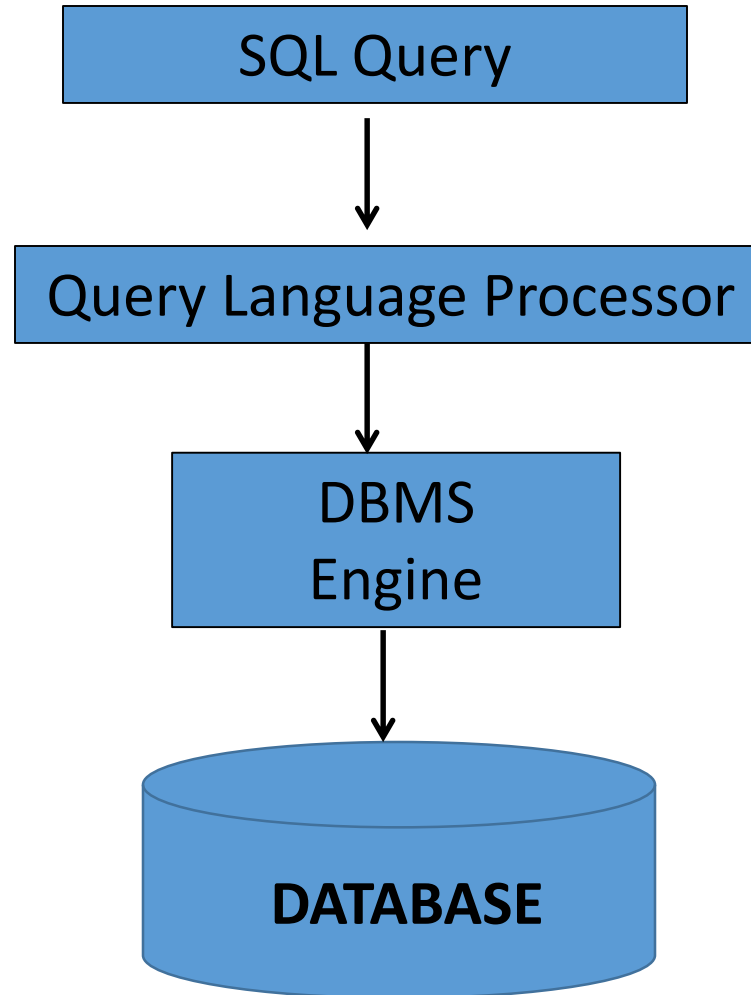 SQL Query
Query Language Processor
DBMS
Engine
DATABASE